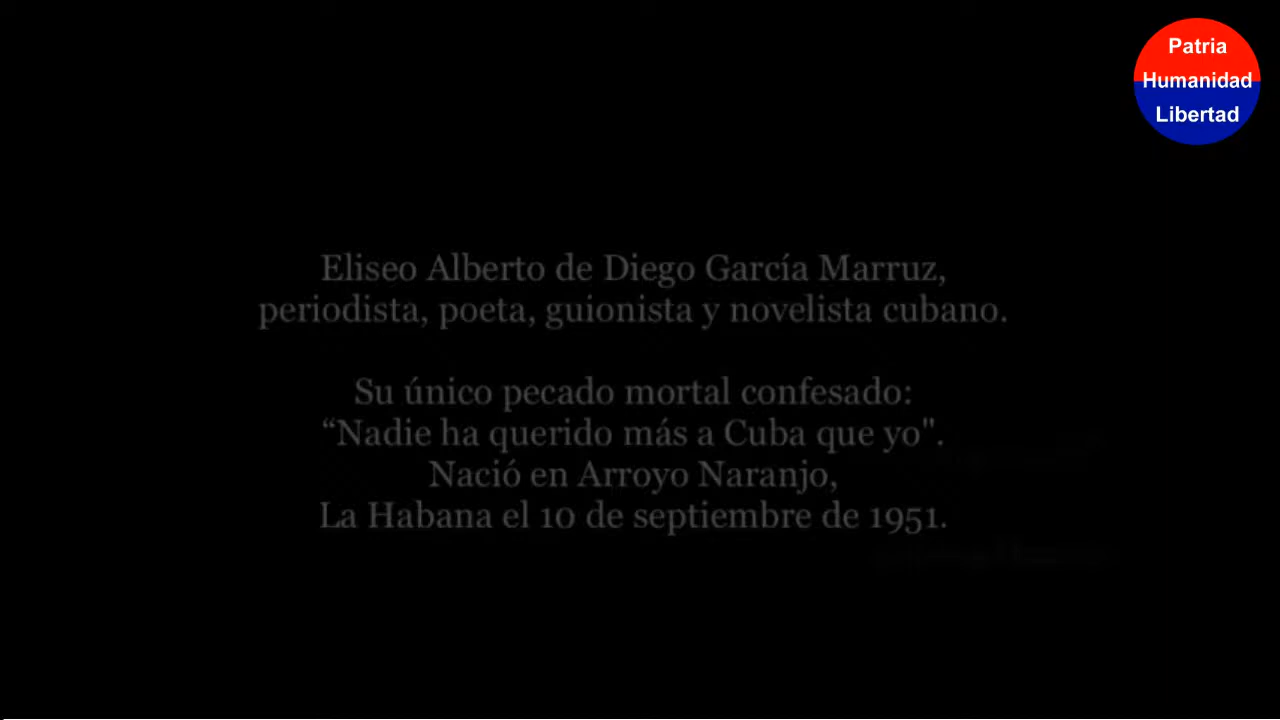 Patria
Humanidad
Libertad
Eliseo Alberto de Diego García Marruz,
periodista, poeta, guionista y novelista cubano.
Su único pecado mortal confesado:
“Nadie ha querido más a Cuba que yo".
Nació en Arroyo Naranjo,
La Habana el 10 de septiembre de 1951.